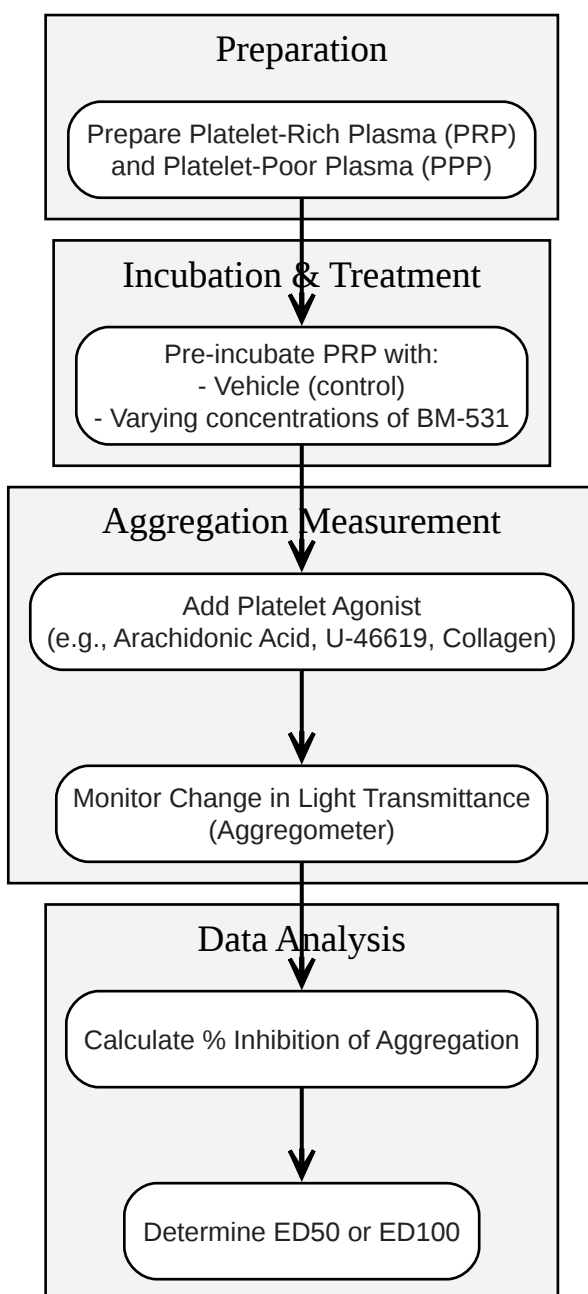 Preparation
Prepare Platelet-Rich Plasma (PRP)
and Platelet-Poor Plasma (PPP)
Incubation & Treatment
Pre-incubate PRP with:
- Vehicle (control)
- Varying concentrations of BM-531
Aggregation Measurement
Add Platelet Agonist
(e.g., Arachidonic Acid, U-46619, Collagen)
Monitor Change in Light Transmittance
(Aggregometer)
Data Analysis
Calculate % Inhibition of Aggregation
Determine ED50 or ED100